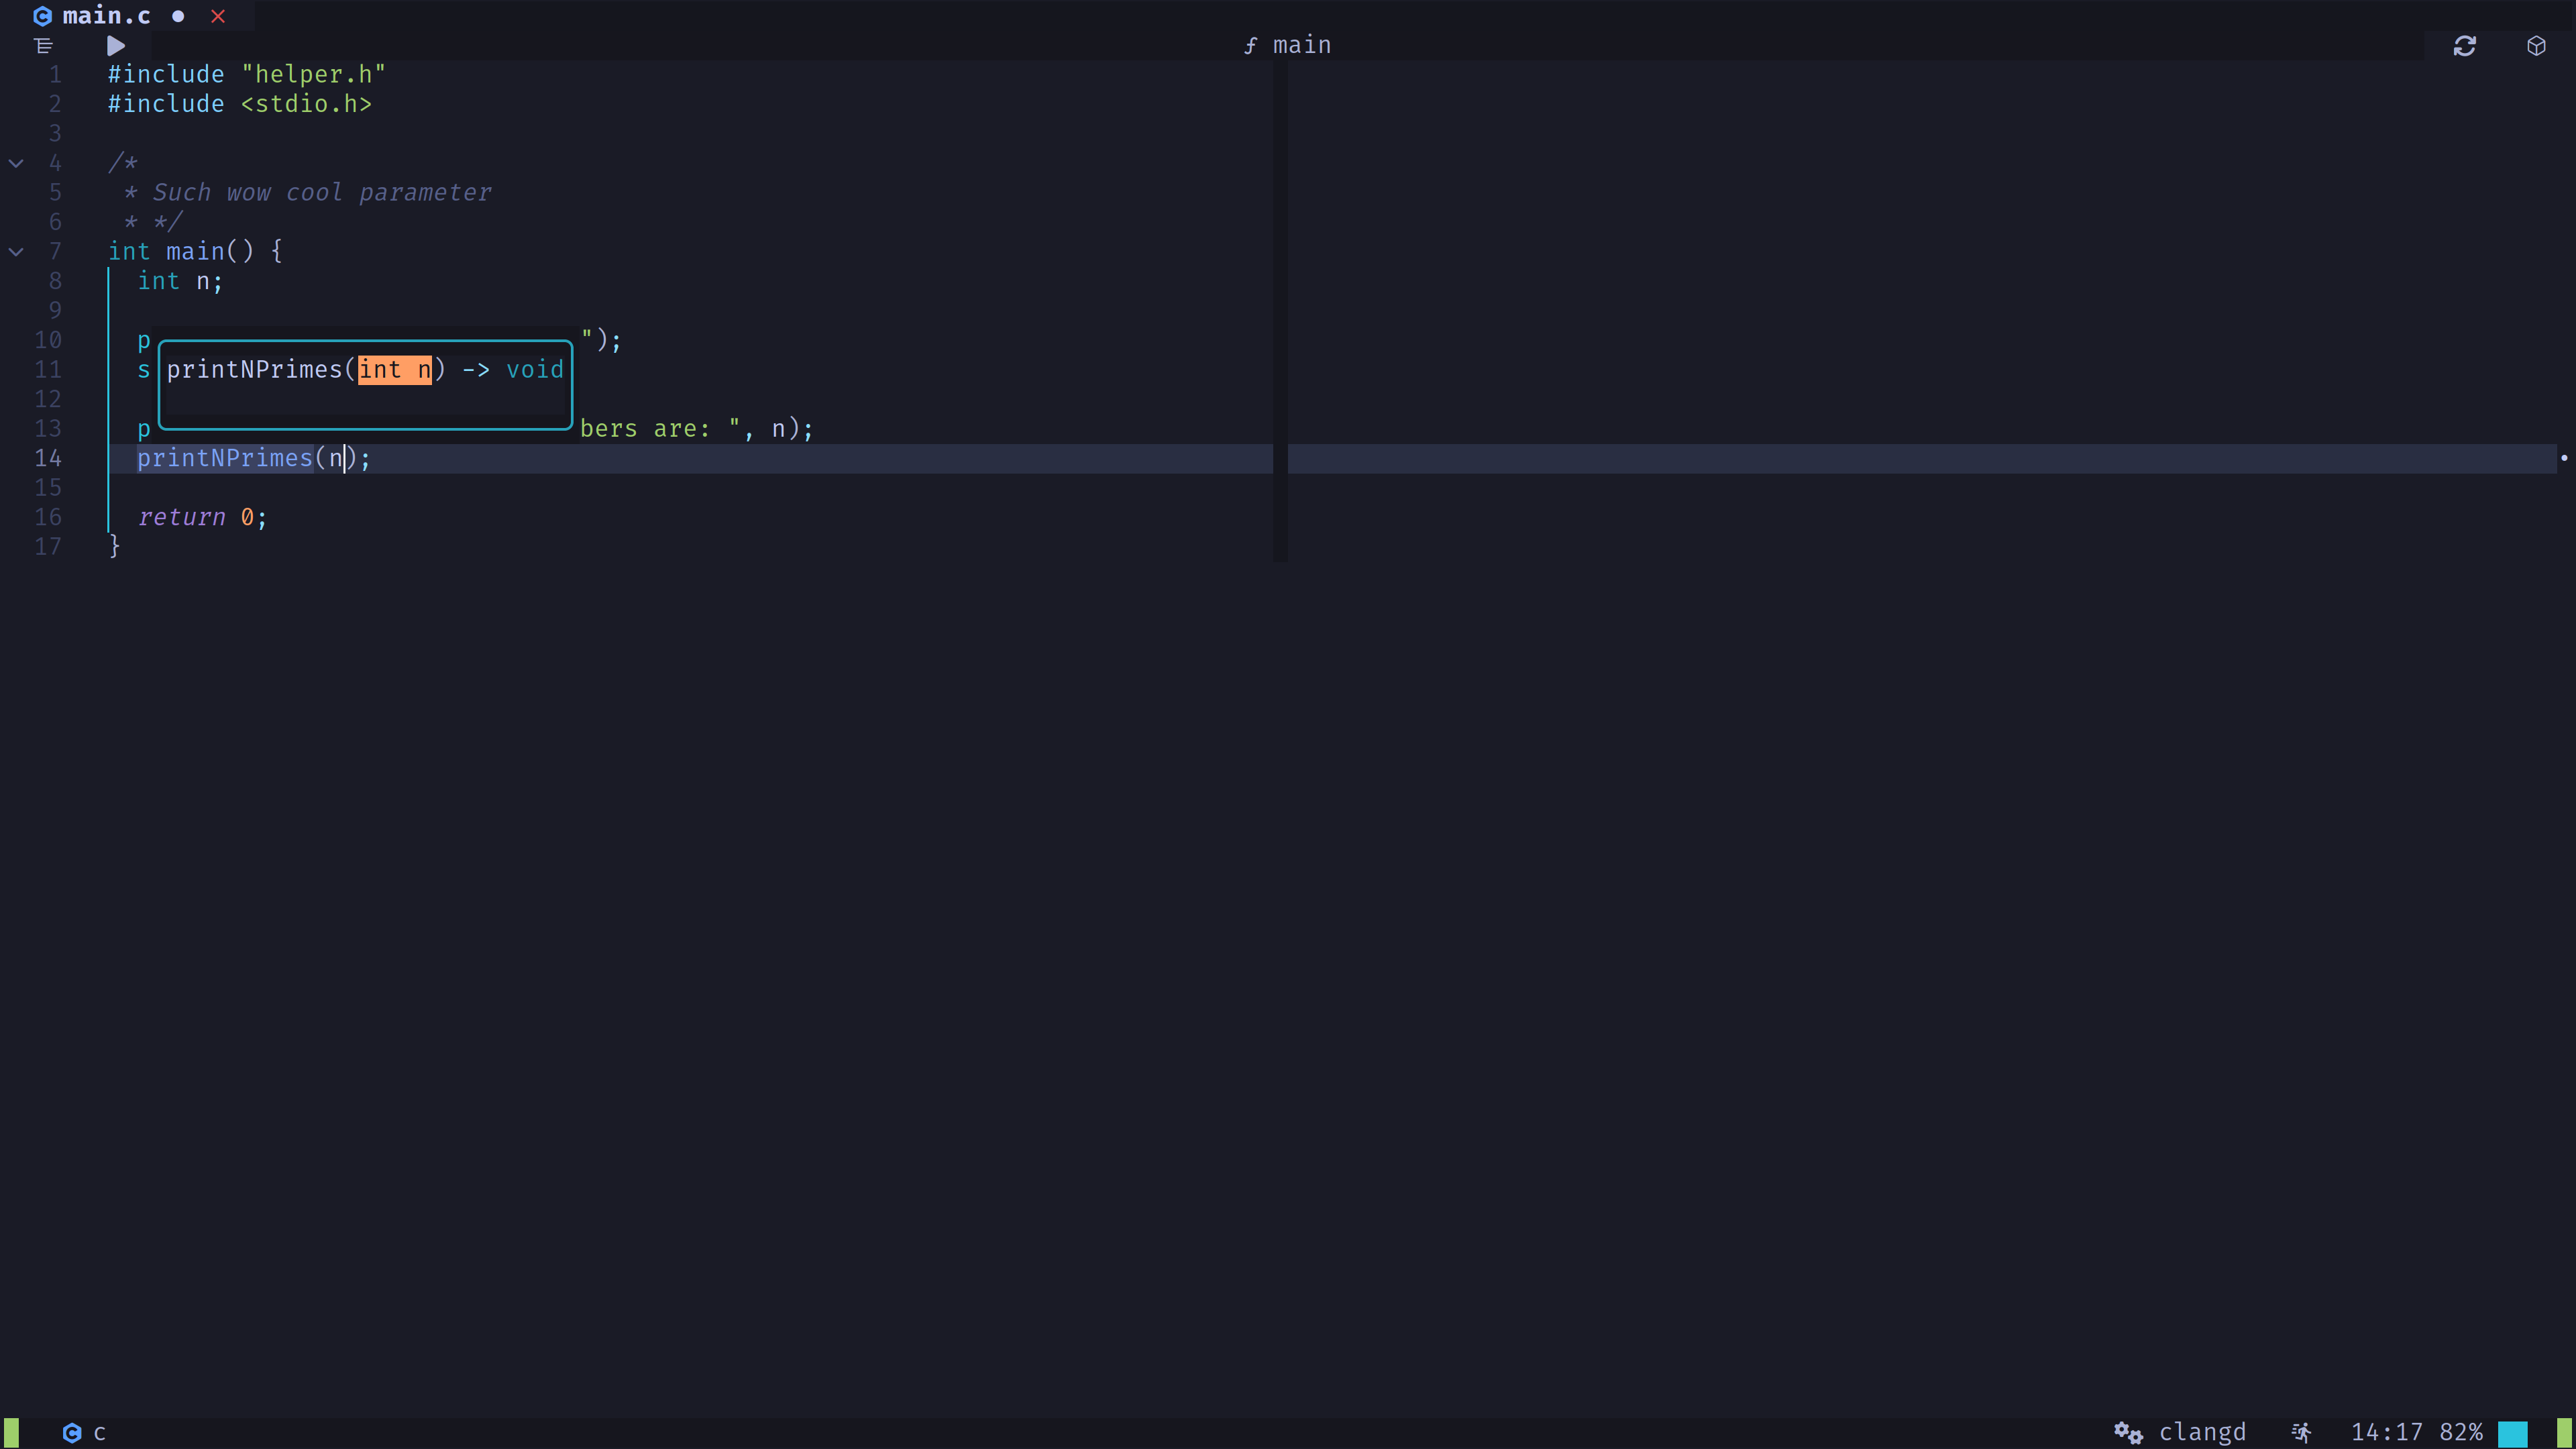 main.c ● ✕
ƒ main
1 #include "helper.h"
2 #include <stdio.h>
3
4 /*
5  * Such wow cool parameter
6  * */
7 int main() {
8   int n;
9
10   p ");
11   s printNPrimes(int n) -> void
12
13   p bers are: ", n);
14   printNPrimes(n);
15
16   return 0;
17 }
c clangd 14:17 82%